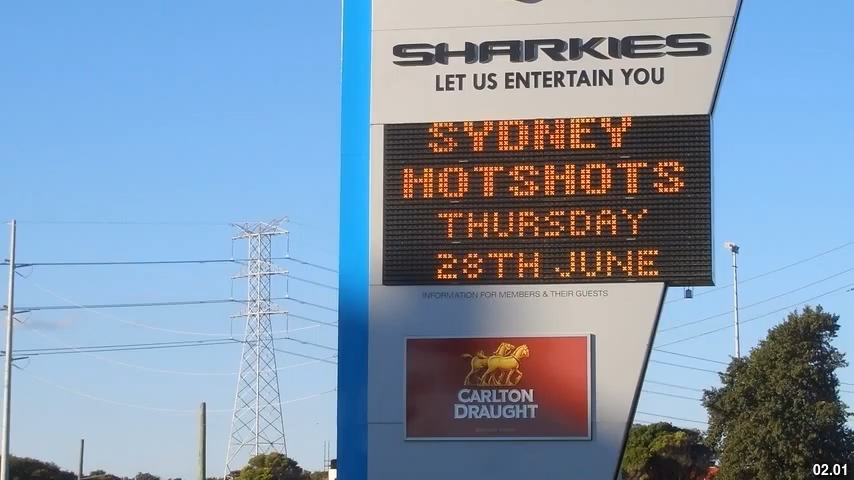 SHARKIES
LET US ENTERTAIN YOU
SYDNEY
HOTSHOTS
THURSDAY
28TH JUNE
INFORMATION FOR MEMBERS & THEIR GUESTS
CARLTON
DRAUGHT
02.01